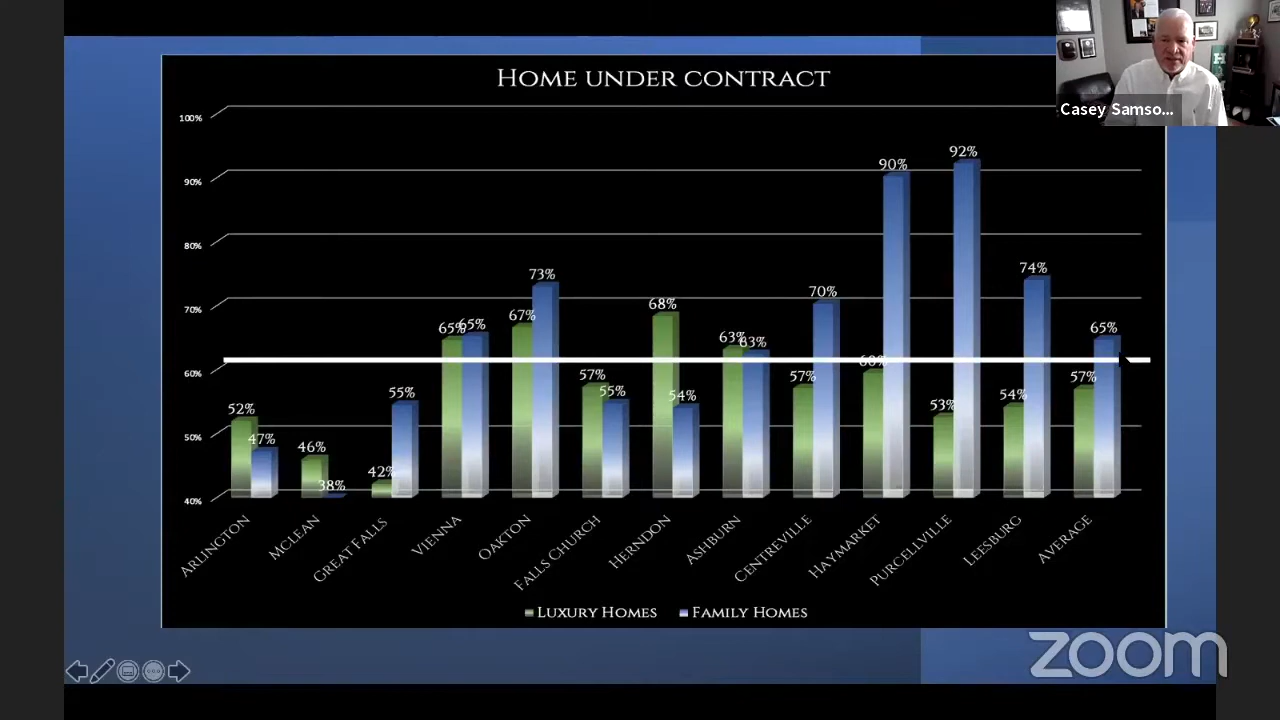 HOME UNDER CONTRACT
Casey Samso...
100%
90%
80%
70%
60%
50%
40%
52%
47%
46%
38%
42%
55%
65%
65%
67%
73%
57%
55%
68%
54%
63%
63%
57%
70%
60%
90%
53%
92%
54%
74%
57%
65%
ARLINGTON
MCLEAN
GREAT FALLS
VIENNA
OAKTON
FALLS CHURCH
HERNDON
ASHBURN
CENTREVILLE
HAYMARKET
PURCELLVILLE
LEESBURG
AVERAGE
LUXURY HOMES
FAMILY HOMES
zoom